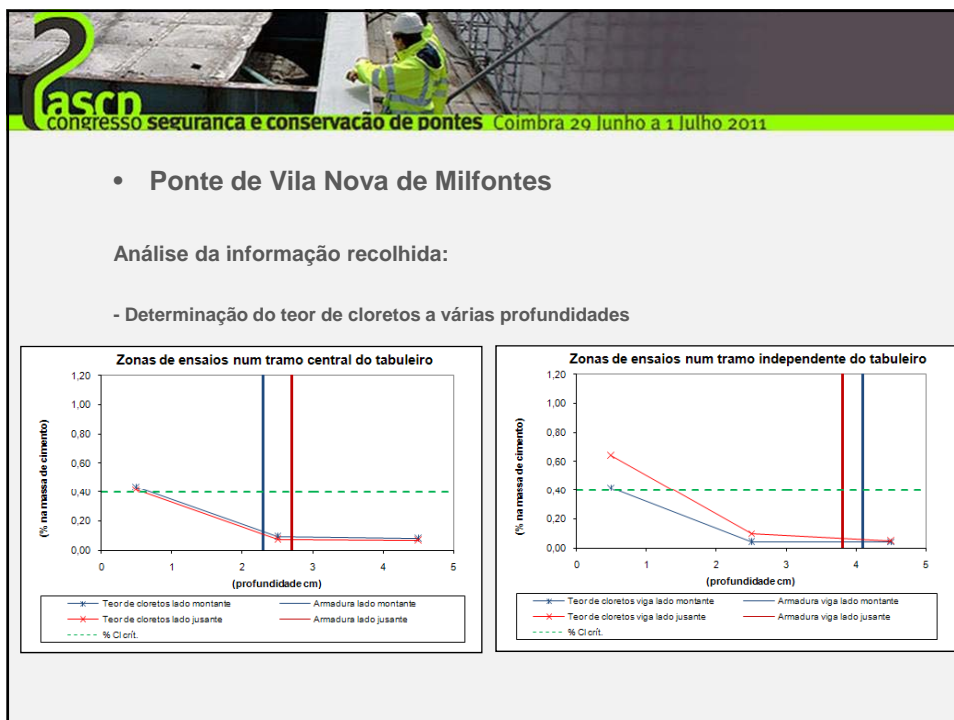 2
ascp
congresso segurança e conservação de pontes Coimbra 29 Junho a 1 Julho 2011
• Ponte de Vila Nova de Milfontes
Análise da informação recolhida:
- Determinação do teor de cloretos a várias profundidades
Zonas de ensaios num tramo central do tabuleiro
1,20
1,00
0,80
0,60
0,40
0,20
0,00
(% na massa de cimento)
0 1 2 3 4 5
(profundidade cm)
Teor de cloretos lado montante
Armadura lado montante
Teor de cloretos lado jusante
Armadura lado jusante
% Cl crít.
Zonas de ensaios num tramo independente do tabuleiro
1,20
1,00
0,80
0,60
0,40
0,20
0,00
(% na massa de cimento)
0 1 2 3 4 5
(profundidade cm)
Teor de cloretos viga lado montante
Armadura viga lado montante
Teor de cloretos viga lado jusante
Armadura viga lado jusante
% Cl crít.